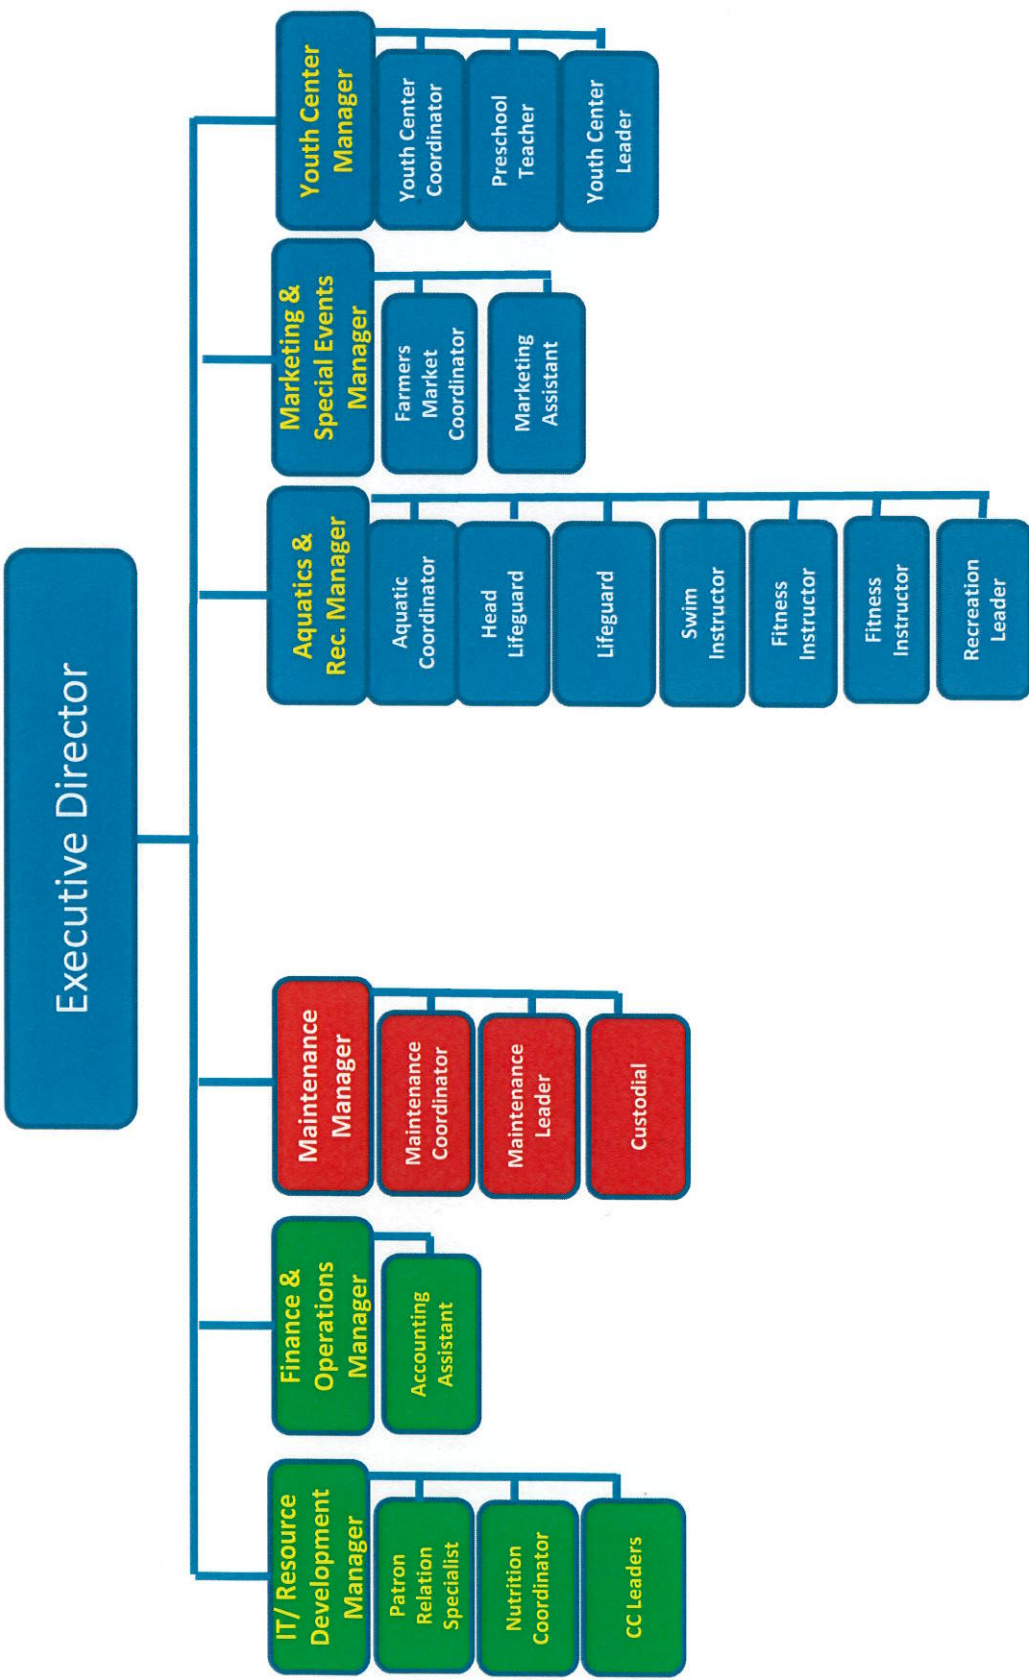 Executive Director
IT/ Resource
Development
Manager
Patron
Relation
Specialist
Nutrition
Coordinator
CC Leaders
Finance &
Operations
Manager
Accounting
Assistant
Maintenance
Manager
Maintenance
Coordinator
Maintenance
Leader
Custodial
Aquatics &
Rec. Manager
Aquatic
Coordinator
Head
Lifeguard
Lifeguard
Swim
Instructor
Fitness
Instructor
Fitness
Instructor
Recreation
Leader
Marketing &
Special Events
Manager
Farmers
Market
Coordinator
Marketing
Assistant
Youth Center
Manager
Youth Center
Coordinator
Preschool
Teacher
Youth Center
Leader